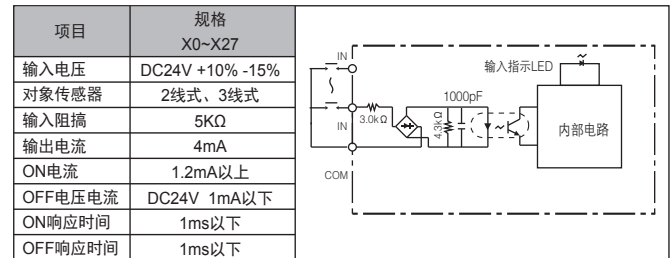 项目 规格
X0~X27
输入电压 DC24V +10% -15%
对象传感器 2线式、3线式
输入阻搞 5KΩ
输出电流 4mA
ON电流 1.2mA以上
OFF电压电流 DC24V 1mA以下
ON响应时间 1ms以下
OFF响应时间 1ms以下
IN
输入指示LED
1000pF
3.0kΩ
4.3kΩ
IN
内部电路
COM